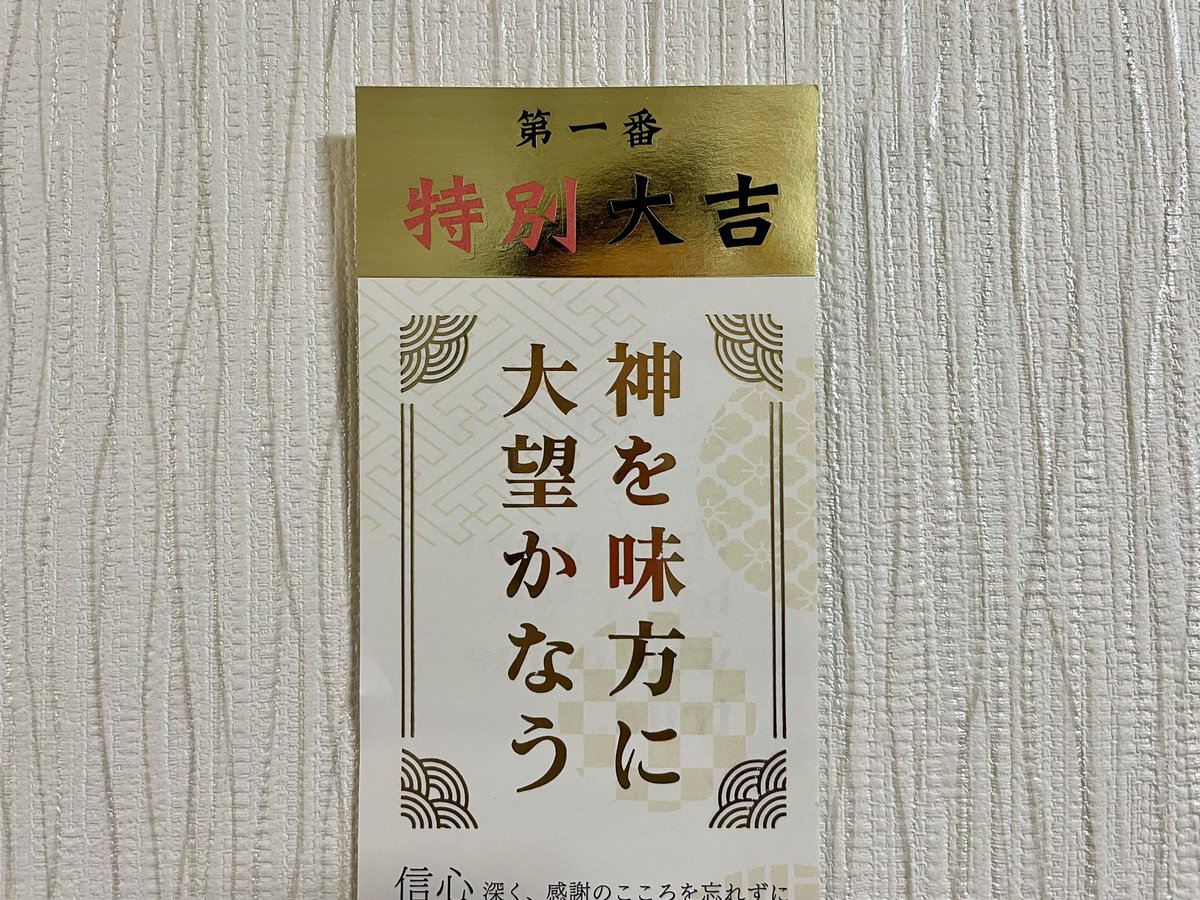 第一番
特別大吉
神を味方に
大望かなう
信心深く、感謝のこころを忘れずに